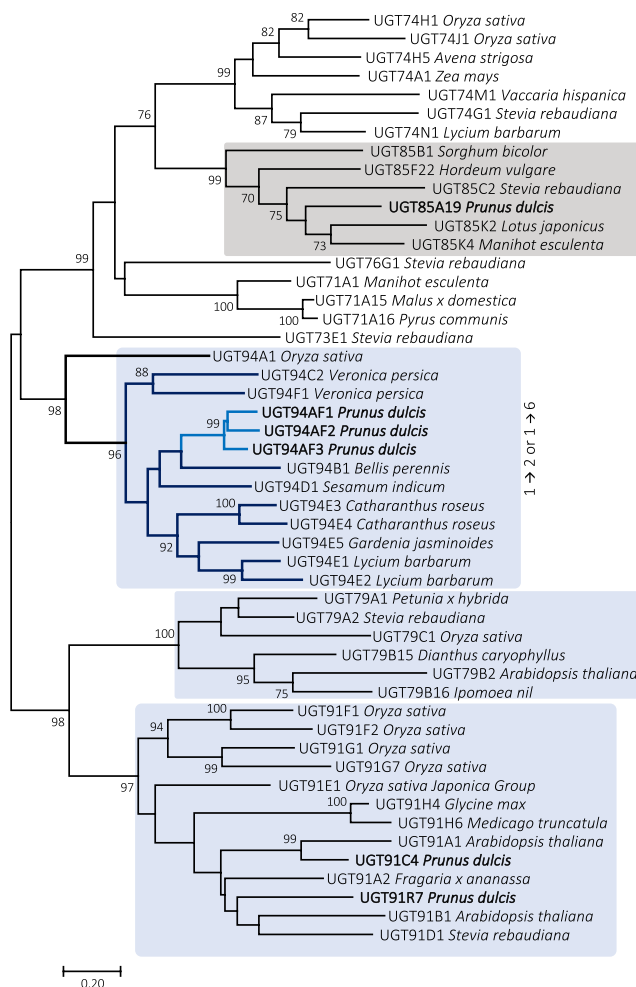 82
UGT74H1 Oryza sativa
82
UGT74J1 Oryza sativa
UGT74H5 Avena strigosa
99
UGT74A1 Zea mays
76
UGT74M1 Vaccaria hispanica
87
UGT74G1 Stevia rebaudiana
79
UGT74N1 Lycium barbarum
UGT85B1 Sorghum bicolor
99
UGT85F22 Hordeum vulgare
70
UGT85C2 Stevia rebaudiana
UGT85A19 Prunus dulcis
75
UGT85K2 Lotus japonicus
73
UGT85K4 Manihot esculenta
99
UGT76G1 Stevia rebaudiana
UGT71A1 Manihot esculenta
100
UGT71A15 Malus x domestica
100
UGT71A16 Pyrus communis
UGT73E1 Stevia rebaudiana
UGT94A1 Oryza sativa
98
88
UGT94C2 Veronica persica
UGT94F1 Veronica persica
UGT94AF1 Prunus dulcis
99
UGT94AF2 Prunus dulcis
96
UGT94AF3 Prunus dulcis
UGT94B1 Bellis perennis
UGT94D1 Sesamum indicum
100
UGT94E3 Catharanthus roseus
UGT94E4 Catharanthus roseus
92
UGT94E5 Gardenia jasminoides
UGT94E1 Lycium barbarum
99
UGT94E2 Lycium barbarum
1 → 2 or 1 → 6
UGT79A1 Petunia x hybrida
UGT79A2 Stevia rebaudiana
100
UGT79C1 Oryza sativa
UGT79B15 Dianthus caryophyllus
95
UGT79B2 Arabidopsis thaliana
75
UGT79B16 Ipomoea nil
98
100
UGT91F1 Oryza sativa
94
UGT91F2 Oryza sativa
UGT91G1 Oryza sativa
99
UGT91G7 Oryza sativa
97
UGT91E1 Oryza sativa Japonica Group
100
UGT91H4 Glycine max
UGT91H6 Medicago truncatula
99
UGT91A1 Arabidopsis thaliana
UGT91C4 Prunus dulcis
UGT91A2 Fragaria x ananassa
UGT91R7 Prunus dulcis
UGT91B1 Arabidopsis thaliana
UGT91D1 Stevia rebaudiana
0.20